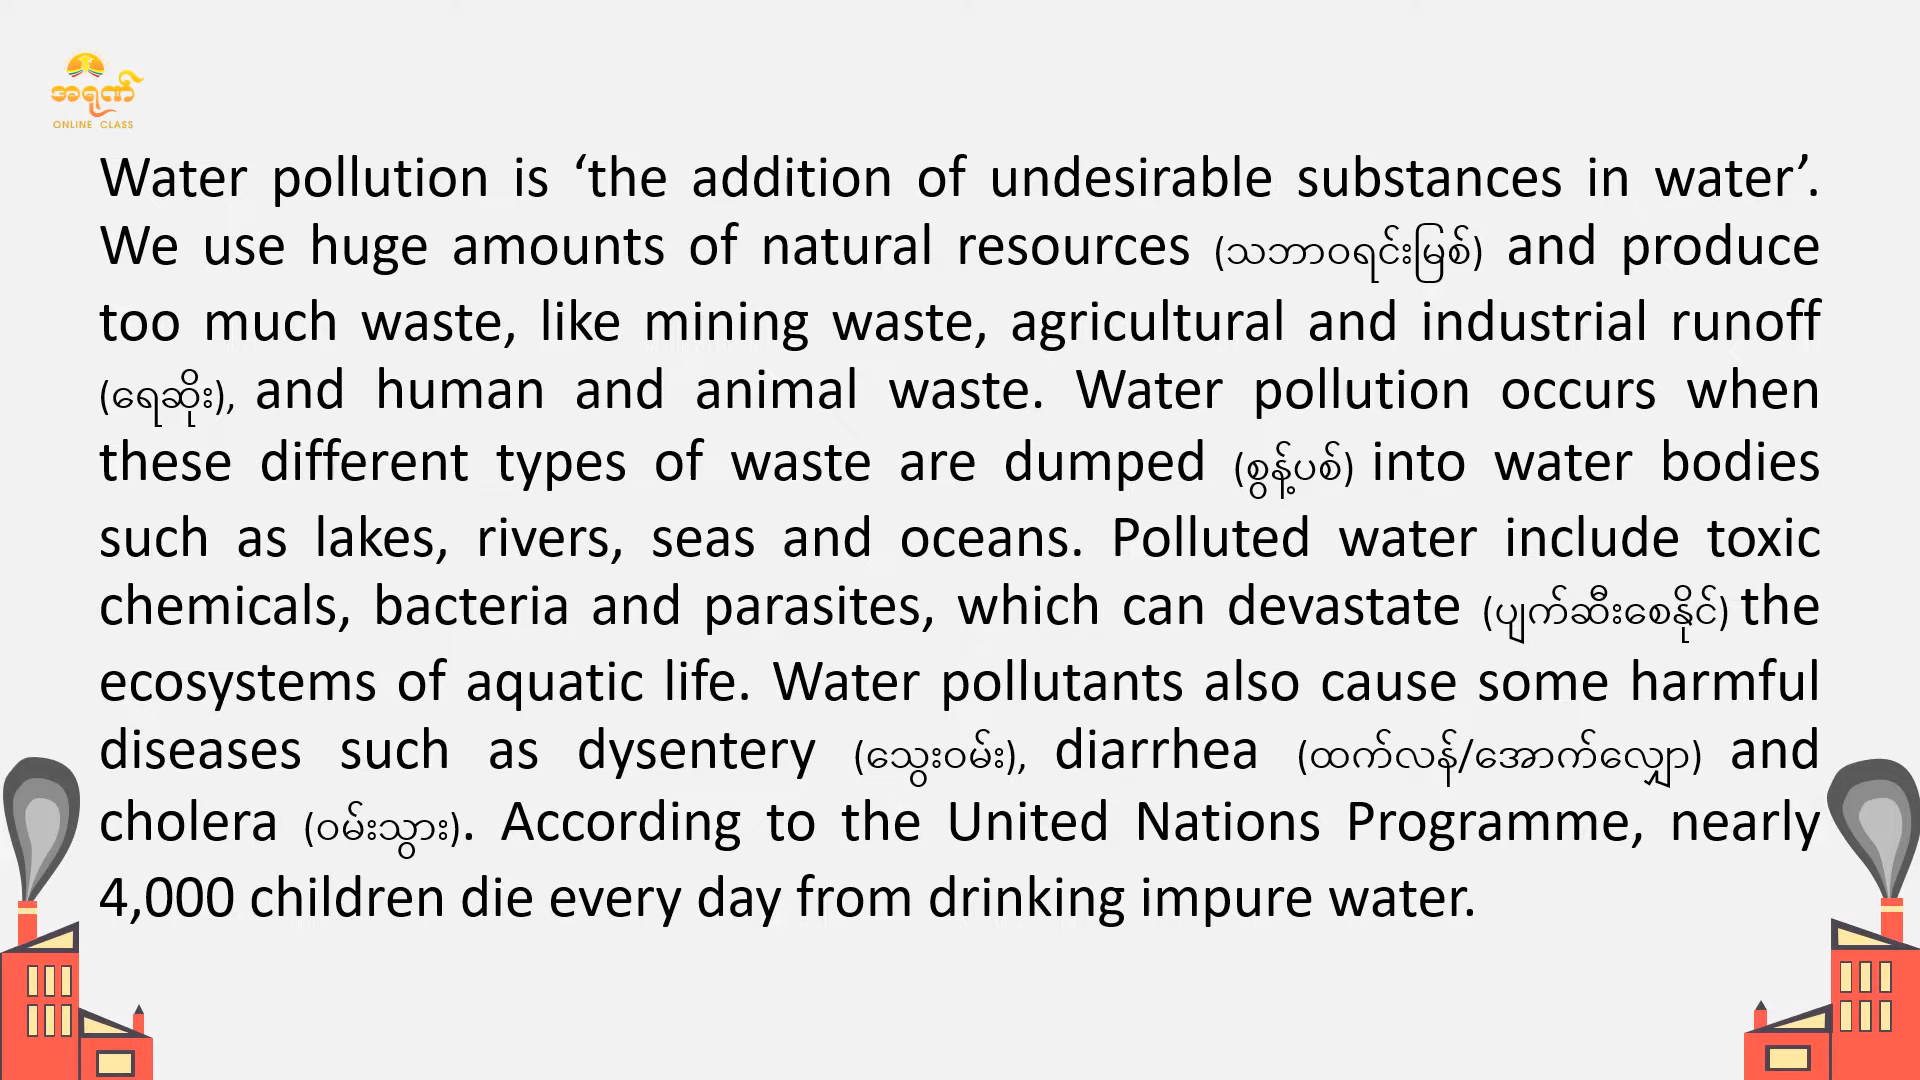 အရုဏ်
ONLINE CLASS
Water pollution is ‘the addition of undesirable substances in water’.
We use huge amounts of natural resources (သဘာဝရင်းမြစ်) and produce
too much waste, like mining waste, agricultural and industrial runoff
(ရေဆိုး), and human and animal waste. Water pollution occurs when
these different types of waste are dumped (စွန့်ပစ်) into water bodies
such as lakes, rivers, seas and oceans. Polluted water include toxic
chemicals, bacteria and parasites, which can devastate (ပျက်ဆီးစေနိုင်) the
ecosystems of aquatic life. Water pollutants also cause some harmful
diseases such as dysentery (သွေးဝမ်း), diarrhea (ထက်လန်/အောက်လျှော) and
cholera (ဝမ်းသွား). According to the United Nations Programme, nearly
4,000 children die every day from drinking impure water.